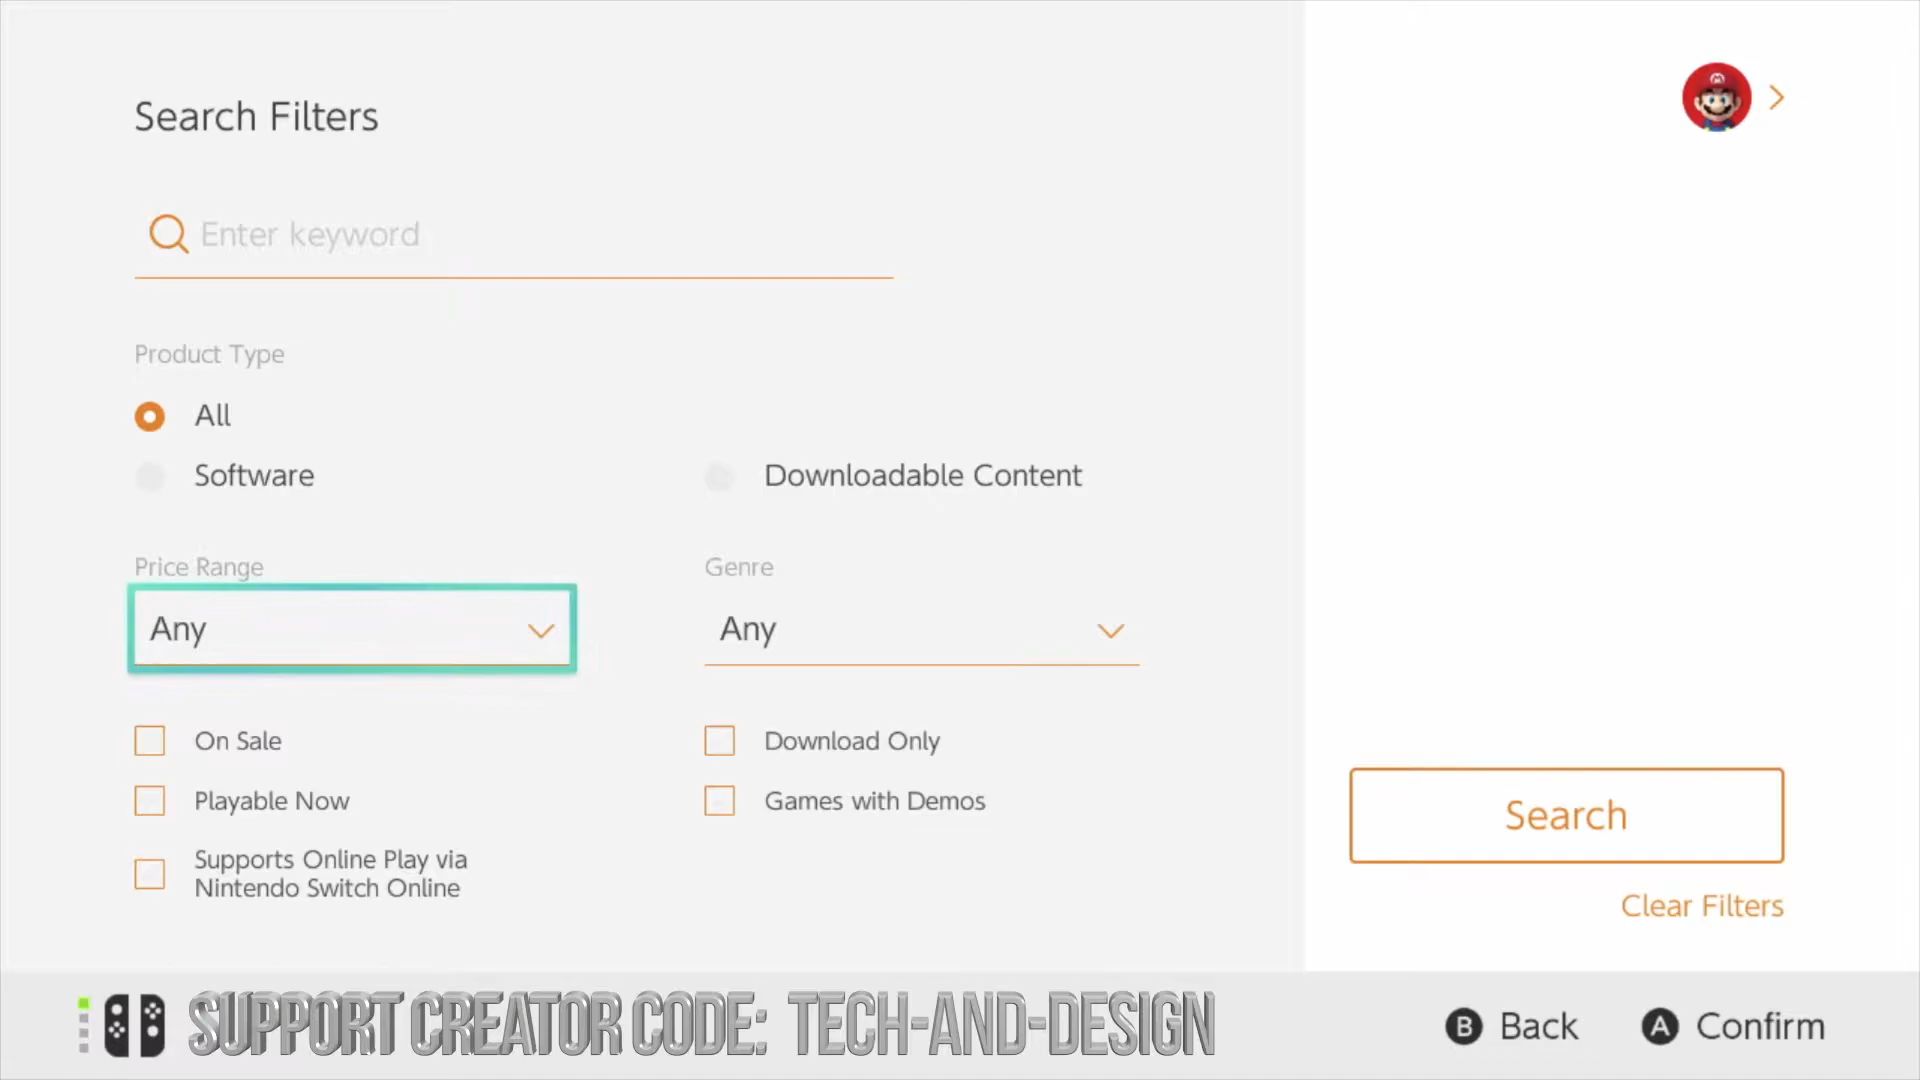 Search Filters
Enter keyword
Product Type
All
Software
Downloadable Content
Price Range
Genre
Any
Any
On Sale
Download Only
Playable Now
Games with Demos
Supports Online Play via
Nintendo Switch Online
Search
Clear Filters
SUPPORT CREATOR CODE: TECH-AND-DESIGN
B Back
A Confirm